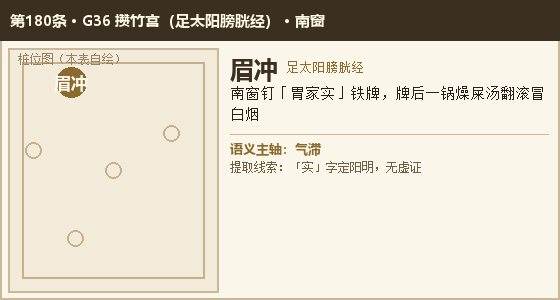 第180条·G36 攒竹宫（足太阳膀胱经）·南窗
桩位图（本表自绘）
眉冲
眉冲 足太阳膀胱经
南窗钉「胃家实」铁牌，牌后一锅燥屎汤翻滚冒
白烟
语义主轴：气滞
提取线索：「实」字定阳明，无虚证